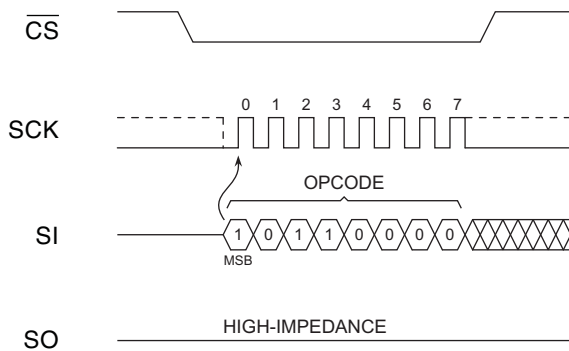 CS
0 1 2 3 4 5 6 7
SCK
OPCODE
SI
1 0 1 1 0 0 0 0
MSB
HIGH-IMPEDANCE
SO